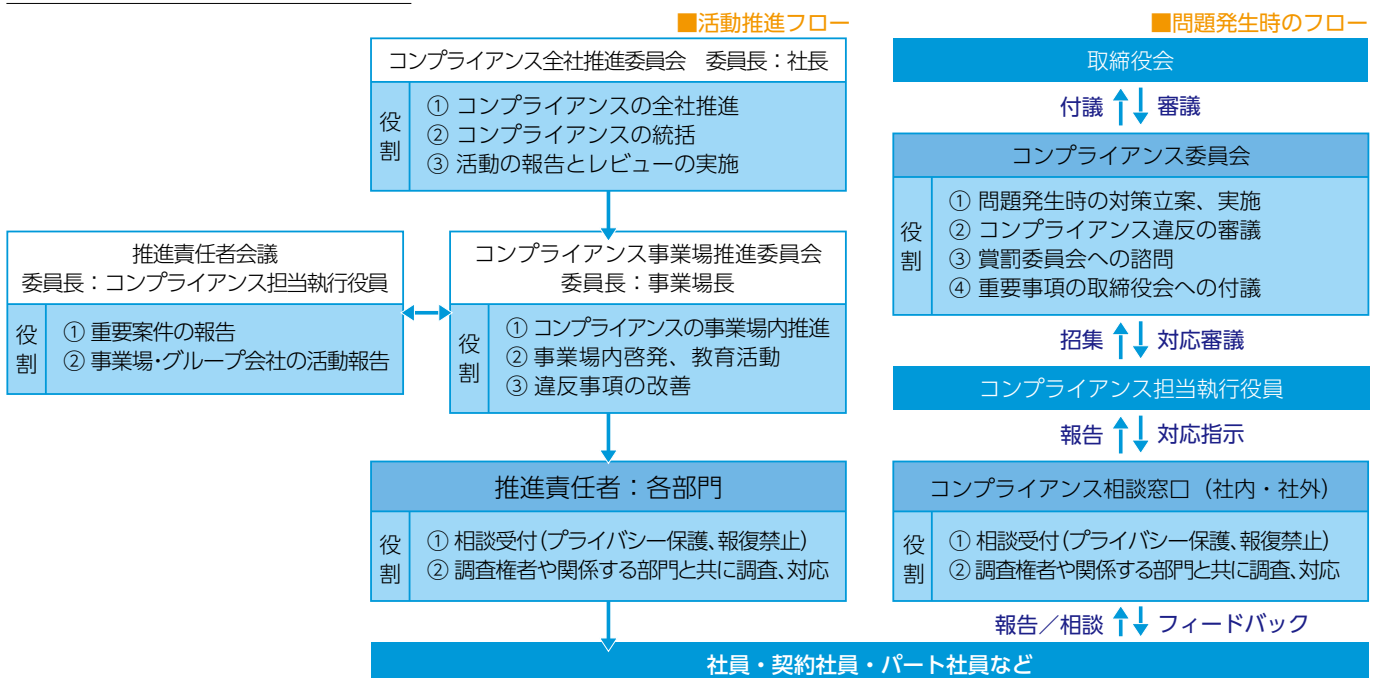 ■活動推進フロー
コンプライアンス全社推進委員会　委員長：社長
役割
① コンプライアンスの全社推進
② コンプライアンスの統括
③ 活動の報告とレビューの実施
推進責任者会議
委員長：コンプライアンス担当執行役員
役割
① 重要案件の報告
② 事業場・グループ会社の活動報告
コンプライアンス事業場推進委員会
委員長：事業場長
役割
① コンプライアンスの事業場内推進
② 事業場内啓発、教育活動
③ 違反事項の改善
推進責任者：各部門
役割
① 相談受付（プライバシー保護、報復禁止）
② 調査権者や関係する部門と共に調査、対応
■問題発生時のフロー
取締役会
付議 審議
コンプライアンス委員会
役割
① 問題発生時の対策立案、実施
② コンプライアンス違反の審議
③ 賞罰委員会への諮問
④ 重要事項の取締役会への付議
招集 対応審議
コンプライアンス担当執行役員
報告 対応指示
コンプライアンス相談窓口（社内・社外）
役割
① 相談受付（プライバシー保護、報復禁止）
② 調査権者や関係する部門と共に調査、対応
報告／相談 フィードバック
社員・契約社員・パート社員など